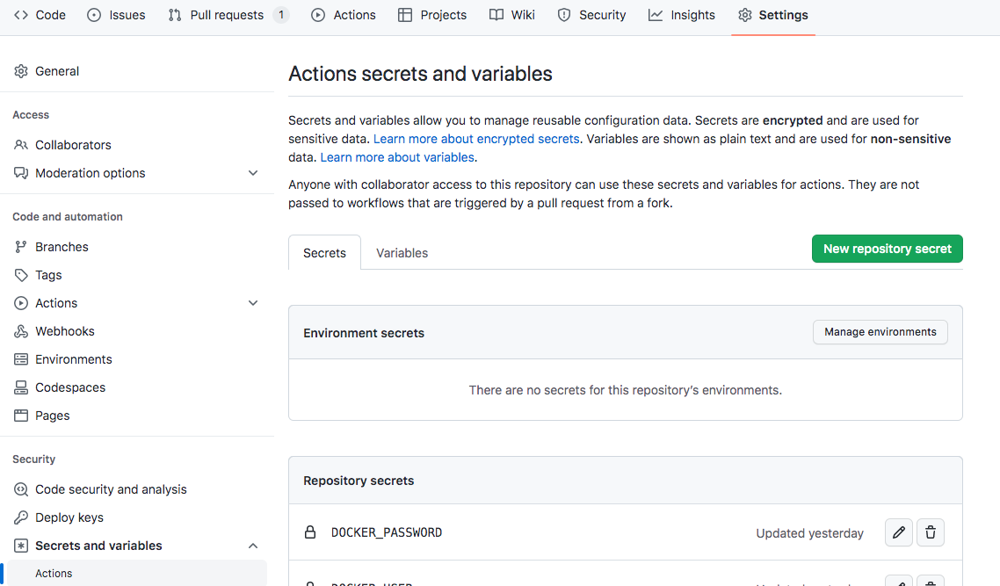 Code
Issues
Pull requests 1
Actions
Projects
Wiki
Security
Insights
Settings
General
Access
Collaborators
Moderation options
Code and automation
Branches
Tags
Actions
Webhooks
Environments
Codespaces
Pages
Security
Code security and analysis
Deploy keys
Secrets and variables
Actions
Actions secrets and variables
Secrets and variables allow you to manage reusable configuration data. Secrets are encrypted and are used for
sensitive data. Learn more about encrypted secrets. Variables are shown as plain text and are used for non-sensitive
data. Learn more about variables.
Anyone with collaborator access to this repository can use these secrets and variables for actions. They are not
passed to workflows that are triggered by a pull request from a fork.
Secrets
Variables
New repository secret
Environment secrets
Manage environments
There are no secrets for this repository’s environments.
Repository secrets
DOCKER_PASSWORD
Updated yesterday
DOCKER_USER
Updated yesterday